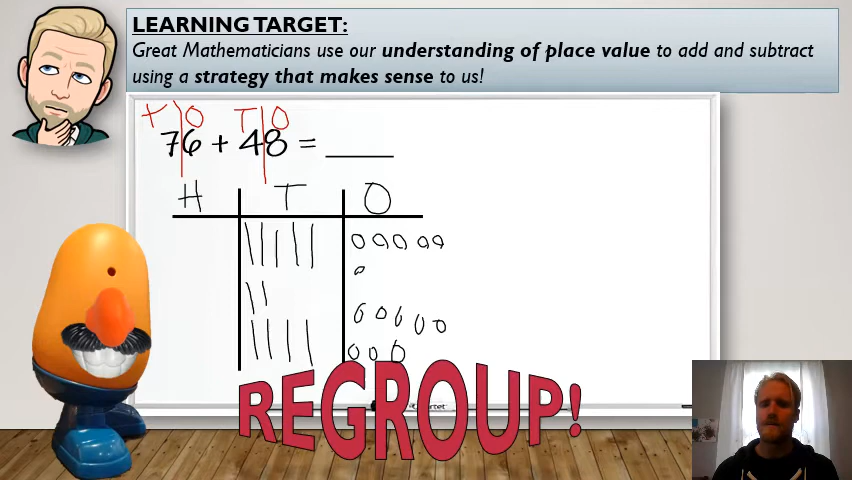 LEARNING TARGET:
Great Mathematicians use our understanding of place value to add and subtract
using a strategy that makes sense to us!
T O T O
76 + 48 = ____
H T O
REGROUP!